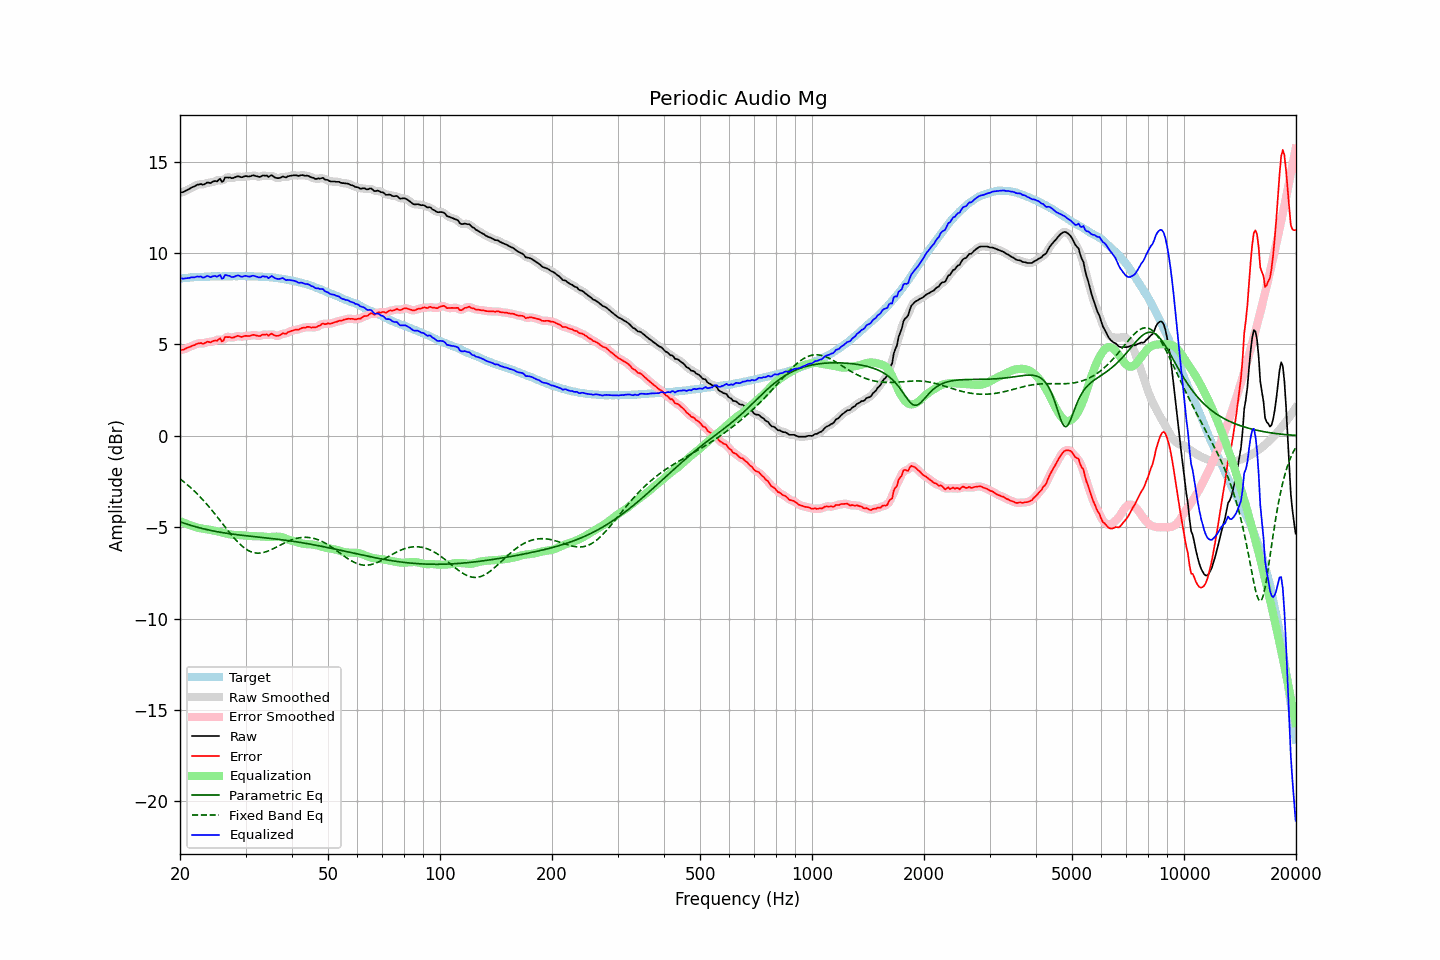 Periodic Audio Mg
Amplitude (dBr)
15
10
5
0
−5
−10
−15
−20
Target
Raw Smoothed
Error Smoothed
Raw
Error
Equalization
Parametric Eq
Fixed Band Eq
Equalized
20 50 100 200 500 1000 2000 5000 10000 20000
Frequency (Hz)